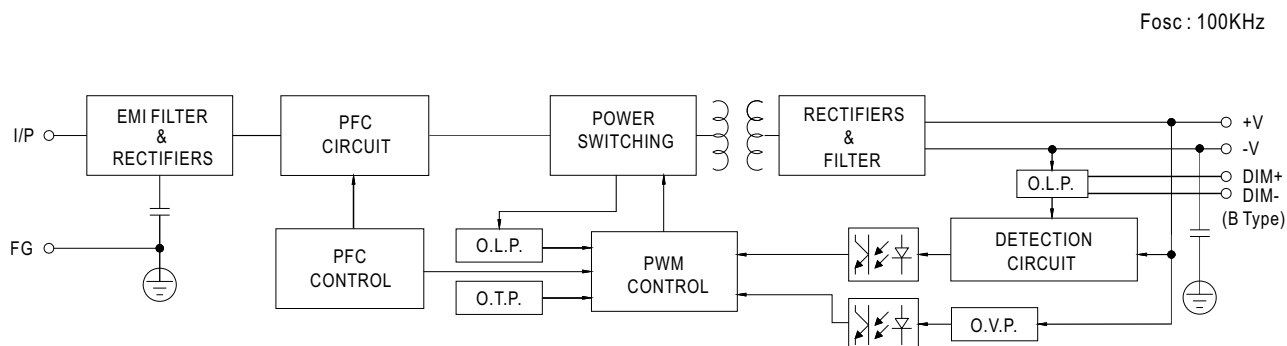 Fosc : 100KHz
I/P
EMI FILTER
&
RECTIFIERS
PFC
CIRCUIT
POWER
SWITCHING
RECTIFIERS
&
FILTER
+V
-V
O.L.P.
DIM+
DIM-
(B Type)
FG
PFC
CONTROL
O.L.P.
O.T.P.
PWM
CONTROL
DETECTION
CIRCUIT
O.V.P.